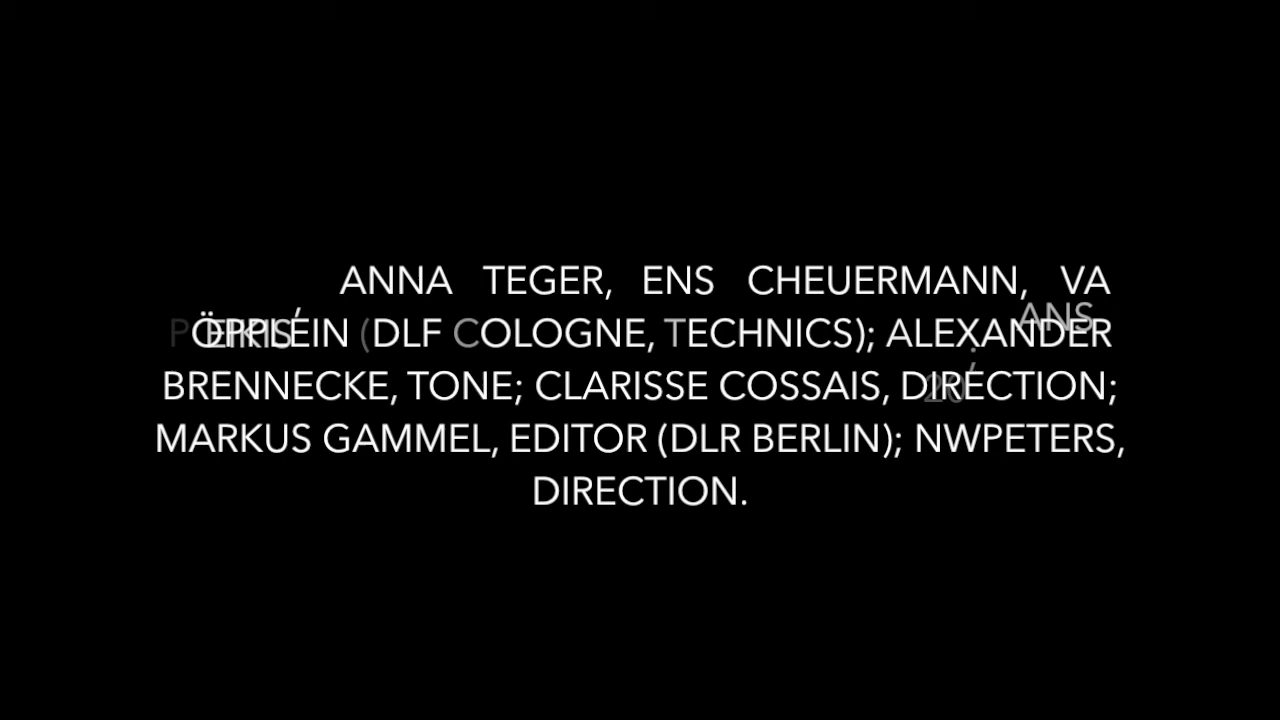 ANNA TEGER, ENS CHEUERMANN, VA
PÖPPLEIN (DLF COLOGNE, TECHNICS); ALEXANDER
BRENNECKE, TONE; CLARISSE COSSAIS, DIRECTION;
MARKUS GAMMEL, EDITOR (DLR BERLIN); NWPETERS,
DIRECTION.